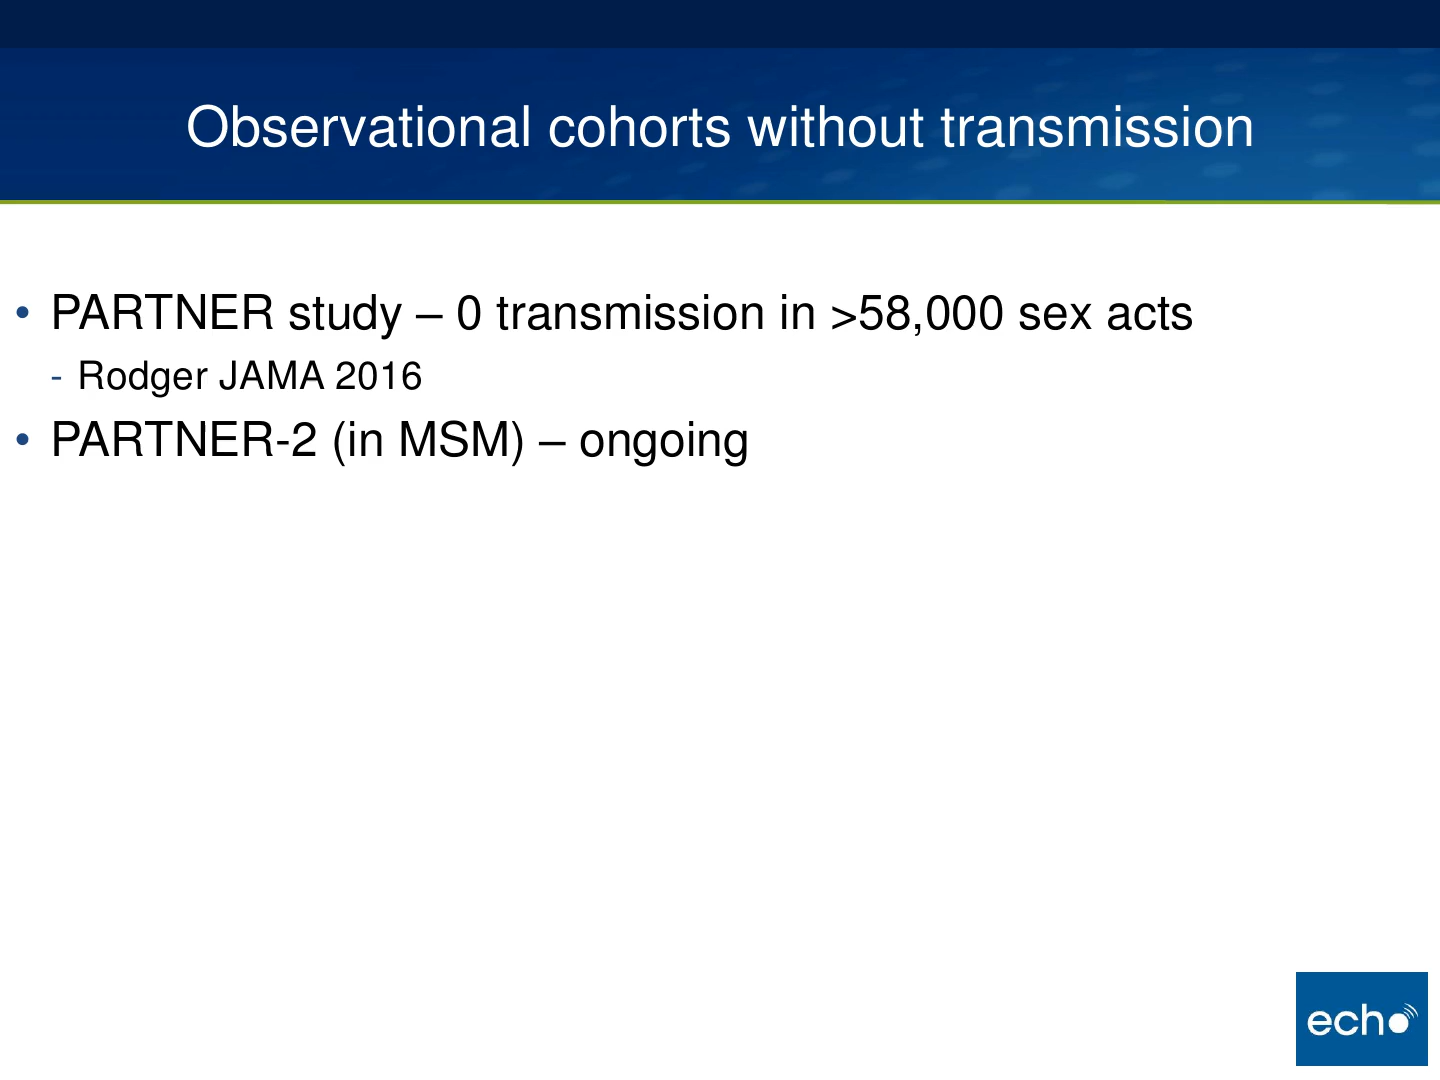 Observational cohorts without transmission
• PARTNER study – 0 transmission in >58,000 sex acts
- Rodger JAMA 2016
• PARTNER-2 (in MSM) – ongoing
echo